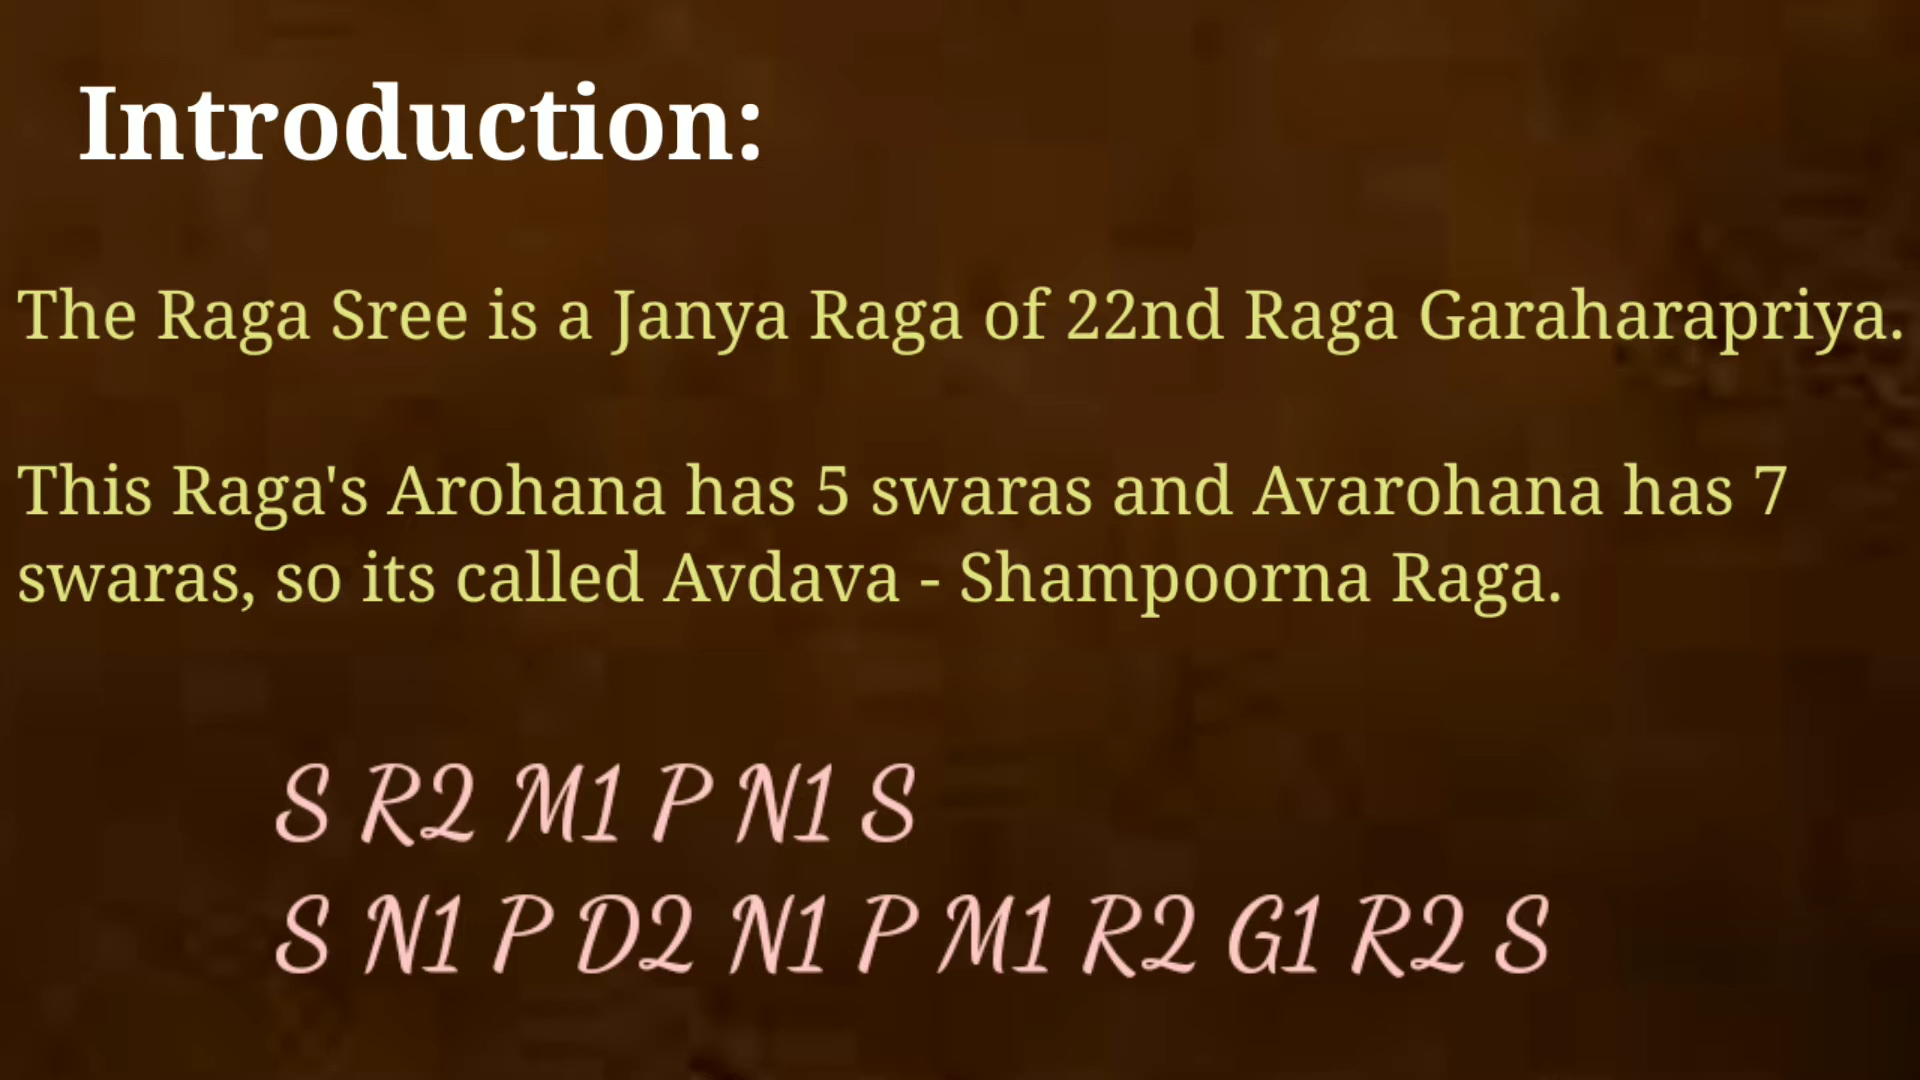 Introduction:
The Raga Sree is a Janya Raga of 22nd Raga Garaharapriya.
This Raga's Arohana has 5 swaras and Avarohana has 7
swaras, so its called Avdava - Shampoorna Raga.
S R2 M1 P N1 S
S N1 P D2 N1 P M1 R2 G1 R2 S